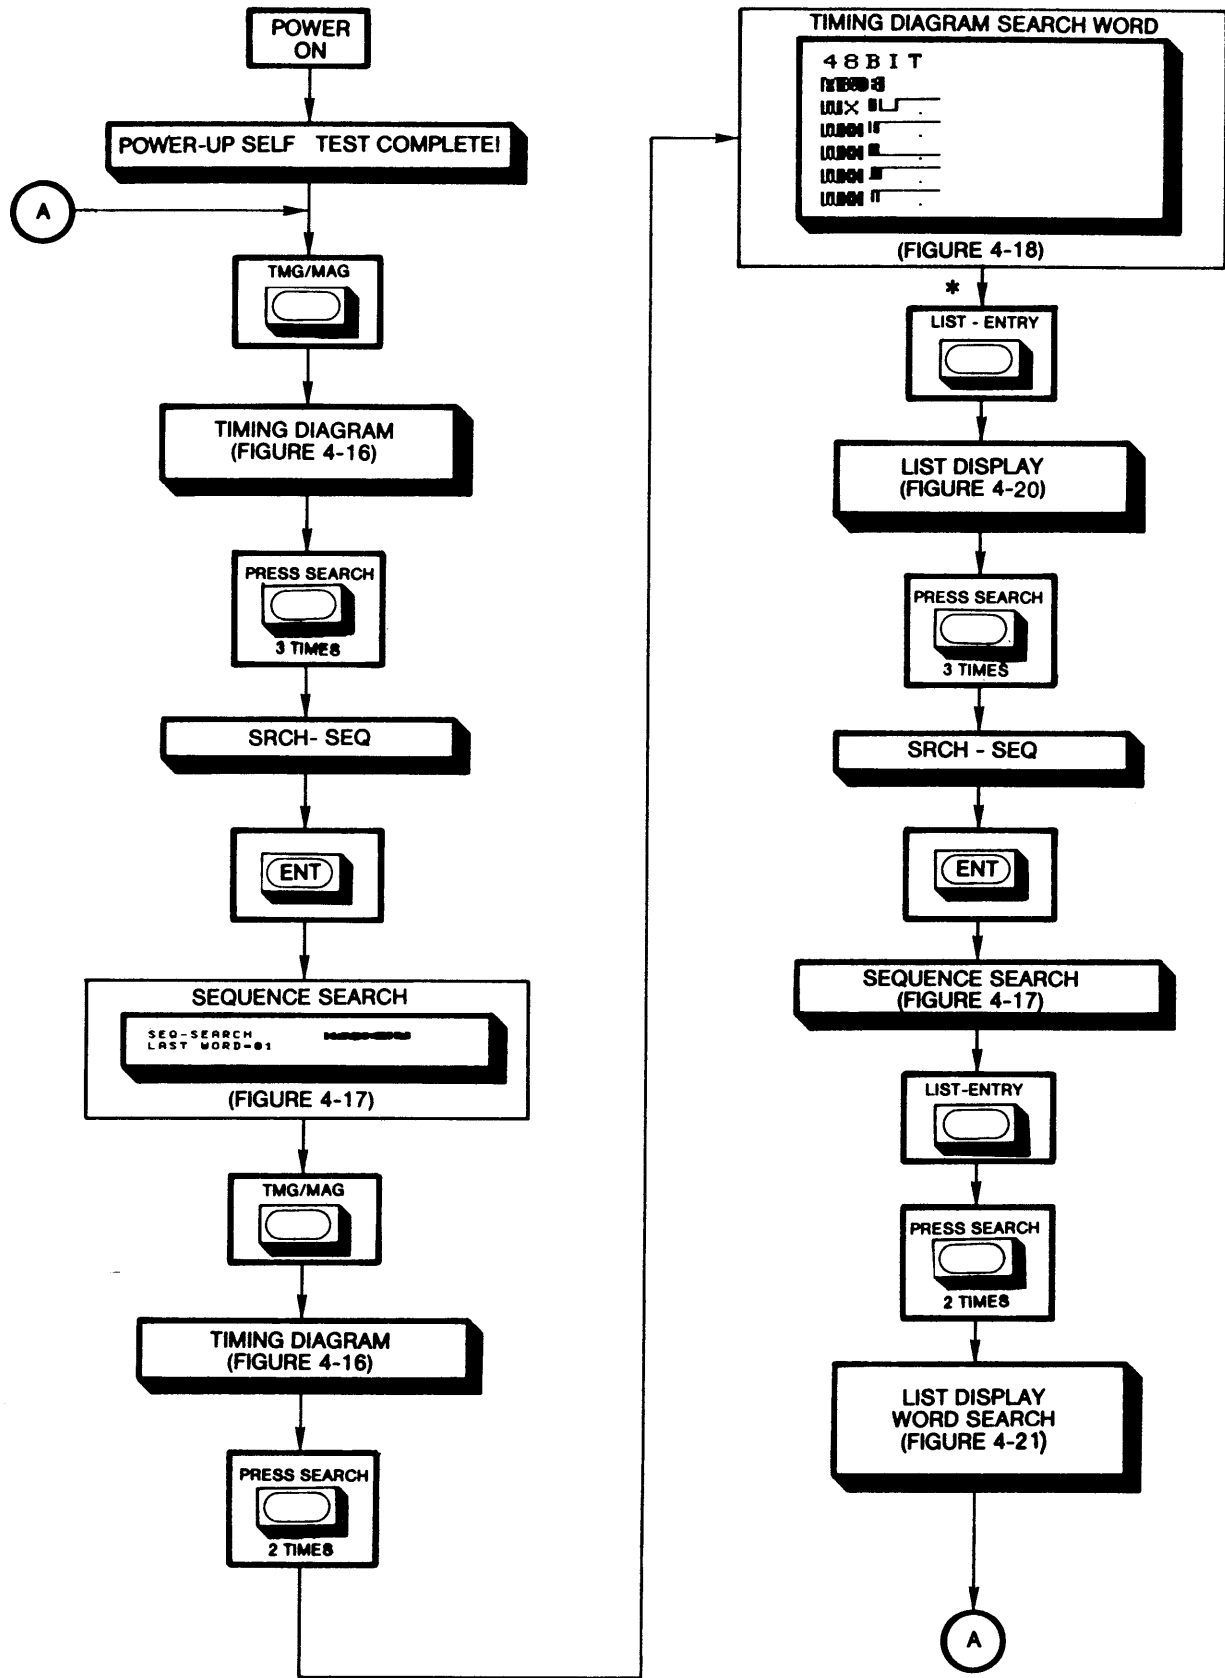 POWER
ON
POWER-UP SELF TEST COMPLETE!
A
TMG/MAG
TIMING DIAGRAM
(FIGURE 4-16)
PRESS SEARCH
3 TIMES
SRCH- SEQ
ENT
SEQUENCE SEARCH
SEQ-SEARCH
LAST WORD=01
(FIGURE 4-17)
TMG/MAG
TIMING DIAGRAM
(FIGURE 4-16)
PRESS SEARCH
2 TIMES
TIMING DIAGRAM SEARCH WORD
48BIT
(FIGURE 4-18)
*
LIST - ENTRY
LIST DISPLAY
(FIGURE 4-20)
PRESS SEARCH
3 TIMES
SRCH - SEQ
ENT
SEQUENCE SEARCH
(FIGURE 4-17)
LIST-ENTRY
PRESS SEARCH
2 TIMES
LIST DISPLAY
WORD SEARCH
(FIGURE 4-21)
A